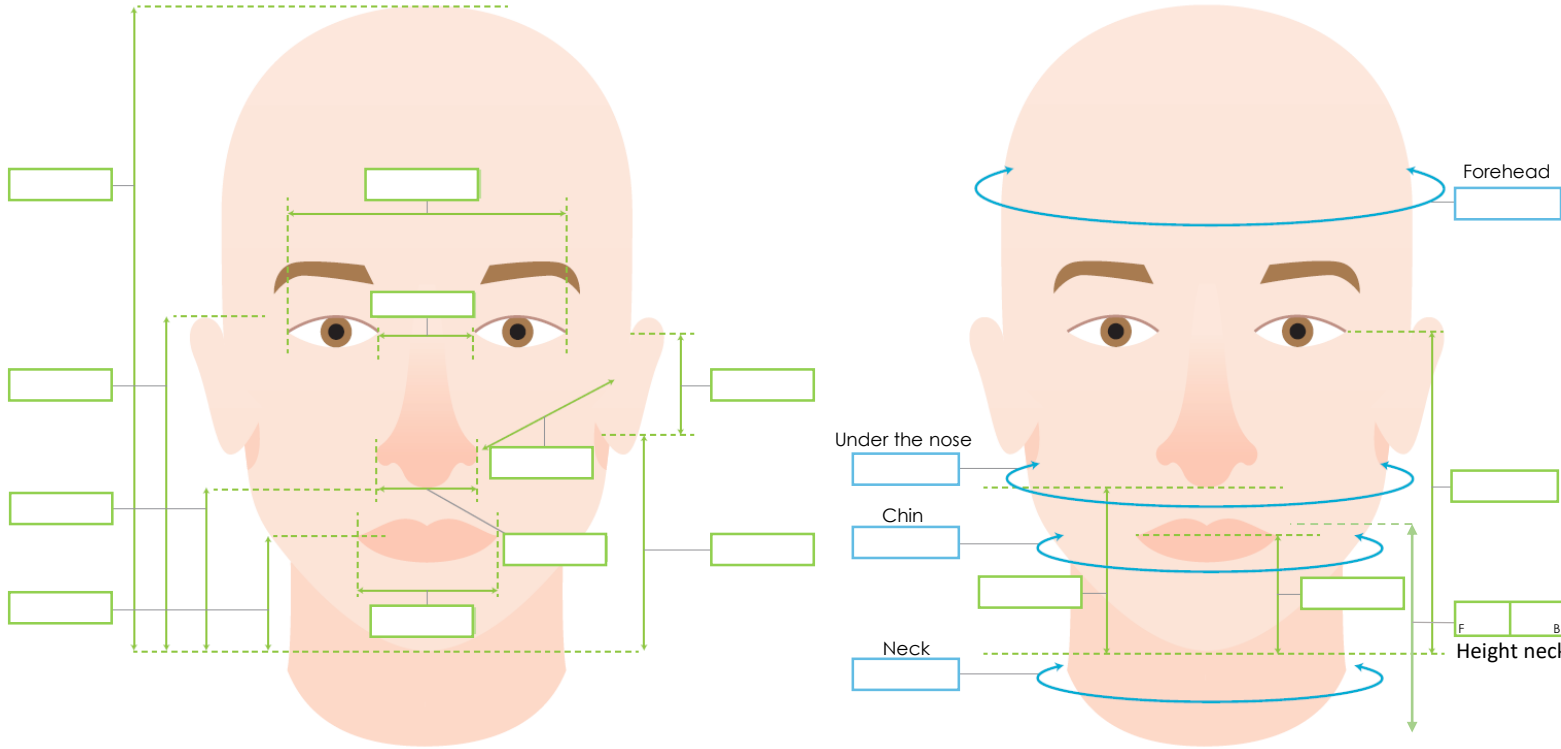 Forehead
Under the nose
Chin
F B
Height neck
Neck